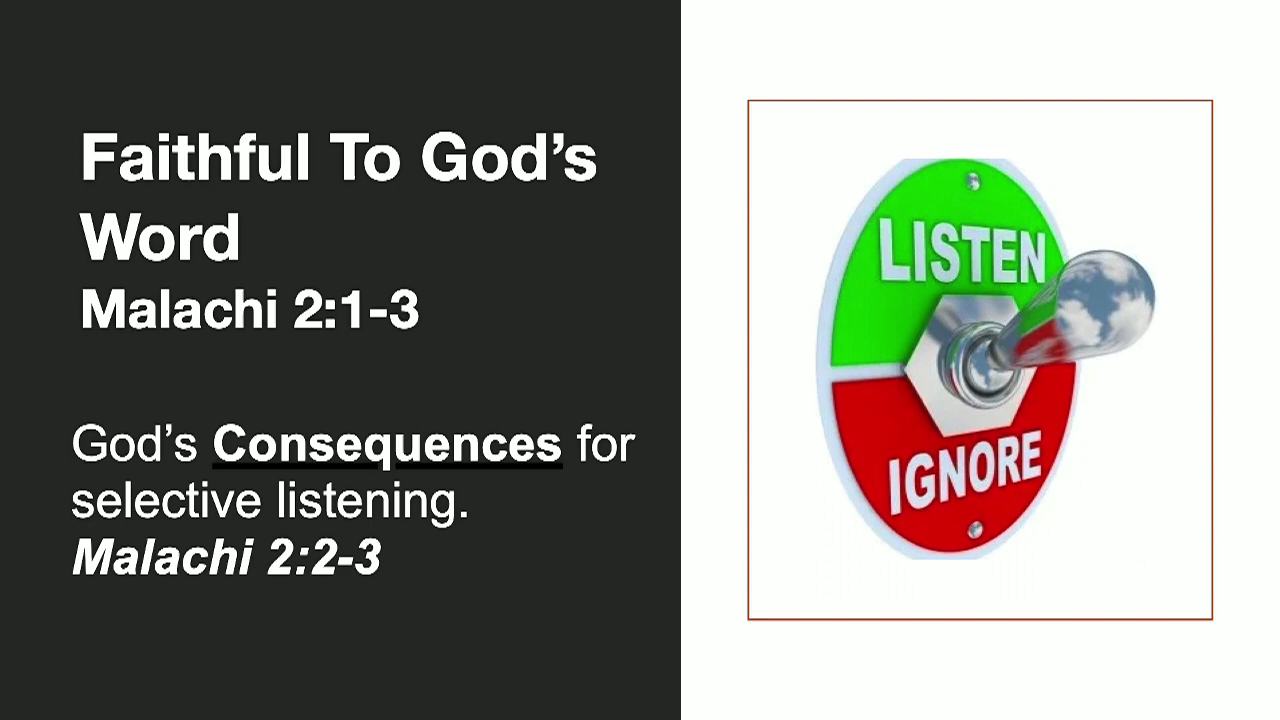 Faithful To God’s
Word
Malachi 2:1-3
God’s Consequences for
selective listening.
Malachi 2:2-3
LISTEN
IGNORE